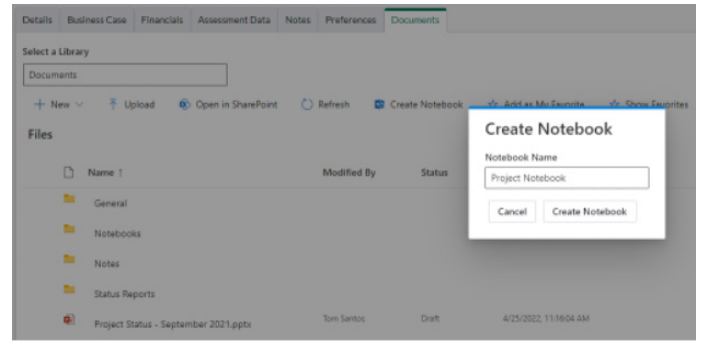 Details Business Case Financials Assessment Data Notes Preferences Documents
Select a Library
Documents
New Upload Open in SharePoint Refresh Create Notebook Add as My Favorite Show Favorites
Files
Create Notebook
Notebook Name
Project Notebook
Cancel Create Notebook
Name ↑ Modified By Status
General
Notebooks
Notes
Status Reports
Project Status - September 2021.pptx Tom Santos Draft 4/25/2022, 11:16:04 AM